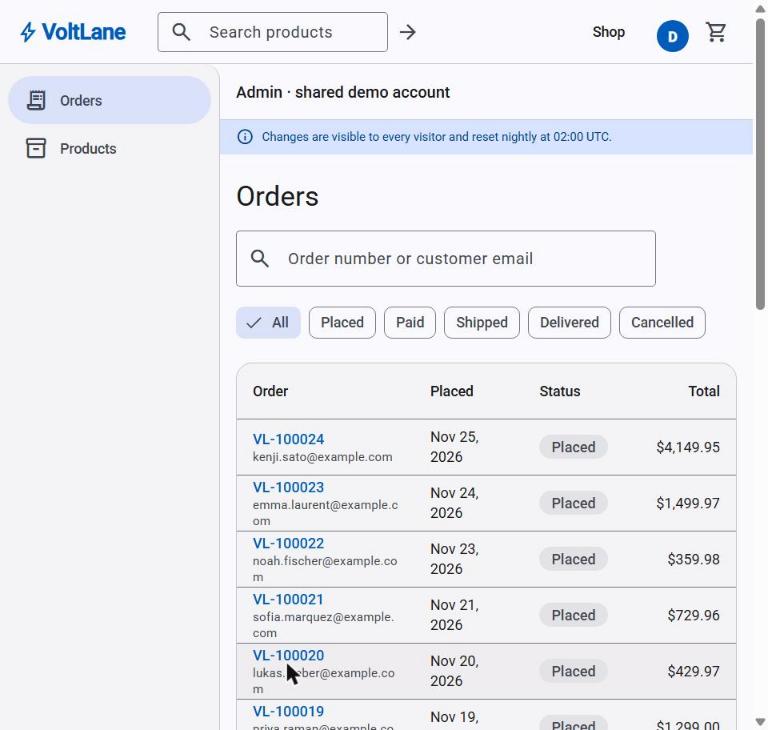 VoltLane
Search products
Shop
D
Orders
Products
Admin · shared demo account
Changes are visible to every visitor and reset nightly at 02:00 UTC.
Orders
Order number or customer email
All
Placed
Paid
Shipped
Delivered
Cancelled
Order Placed Status Total
VL-100024
kenji.sato@example.com
Nov 25,
2026
Placed
$4,149.95
VL-100023
emma.laurent@example.c
om
Nov 24,
2026
Placed
$1,499.97
VL-100022
noah.fischer@example.co
m
Nov 23,
2026
Placed
$359.98
VL-100021
sofia.marquez@example.
com
Nov 21,
2026
Placed
$729.96
VL-100020
m
Nov 20,
2026
Placed
$429.97
VL-100019
priya.raman@example.co
Nov 19,
Placed
$1,299.00